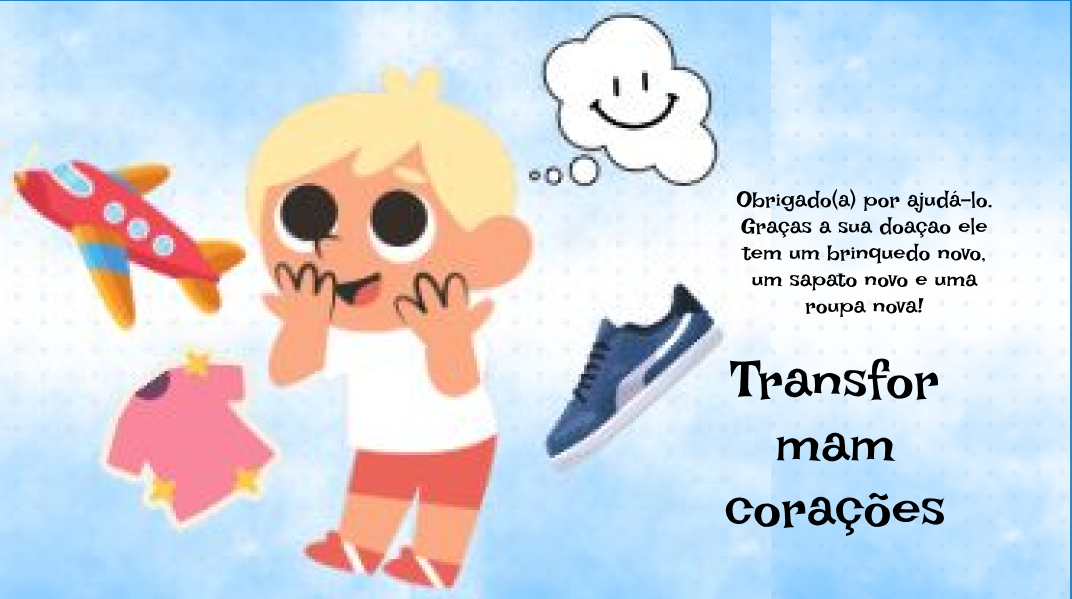 Obrigado(a) por ajudá-lo.
Graças a sua doaçao ele
tem um brinquedo novo,
um sapato novo e uma
roupa nova!
Transfor
mam
corações